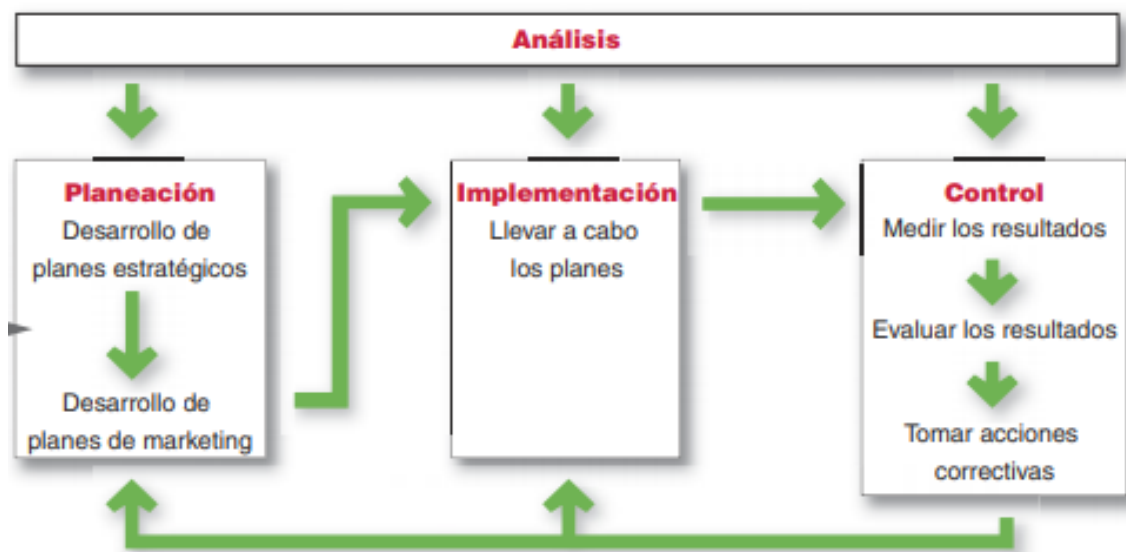 Análisis
Planeación
Desarrollo de
planes estratégicos
Desarrollo de
planes de marketing
Implementación
Llevar a cabo
los planes
Control
Medir los resultados
Evaluar los resultados
Tomar acciones
correctivas